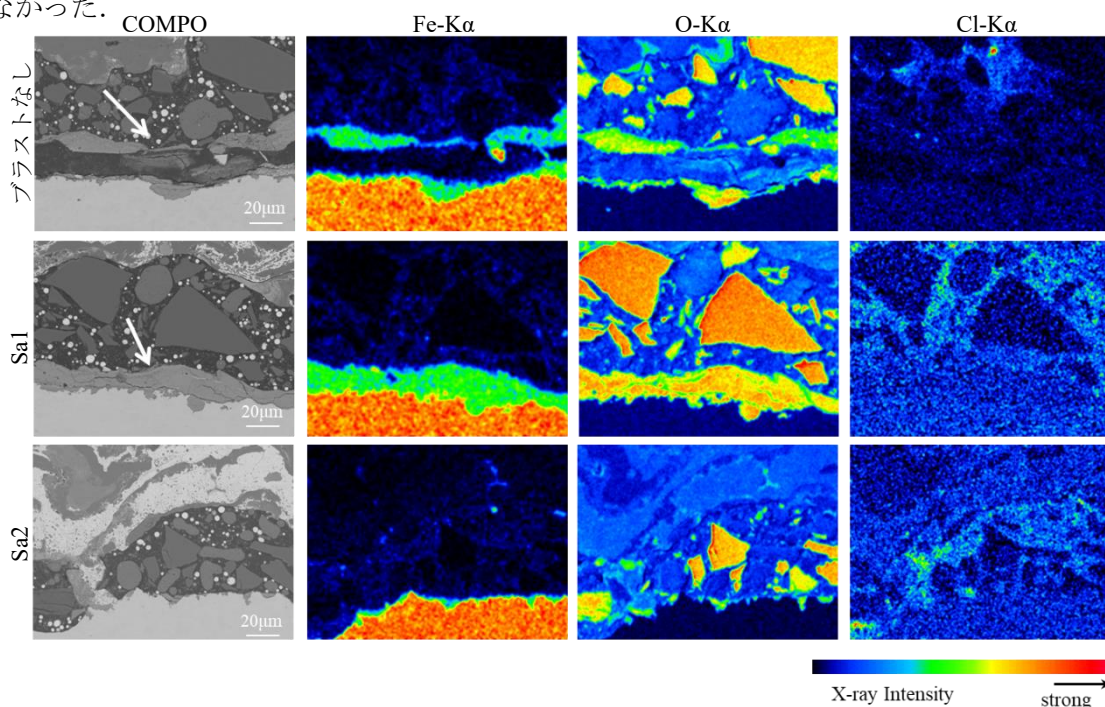 なかった．
COMPO Fe-Kα O-Kα Cl-Kα
ブラストなし
20μm
Sa1
20μm
Sa2
20μm
X-ray Intensity
strong